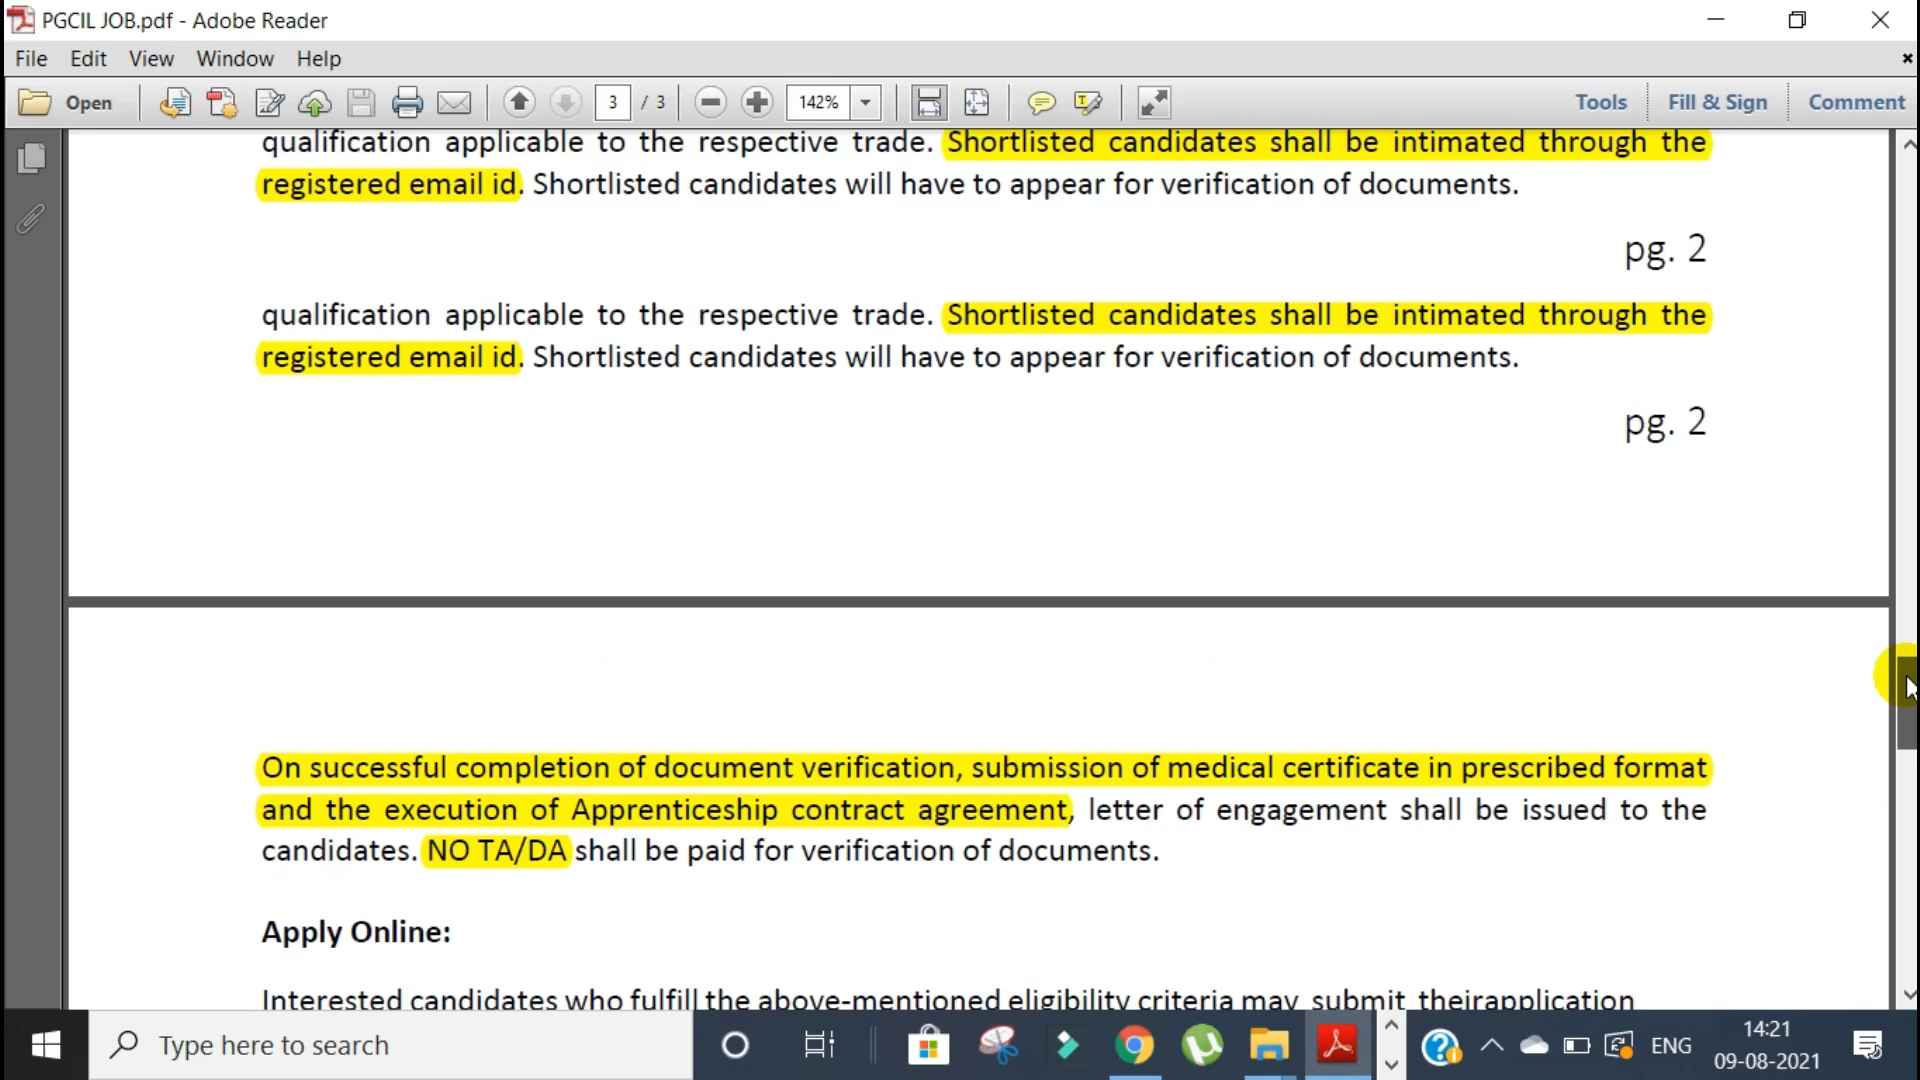 PGCIL JOB.pdf - Adobe Reader
File Edit View Window Help
Open 3 / 3 142% Tools Fill & Sign Comment
qualification applicable to the respective trade. Shortlisted candidates shall be intimated through the
registered email id. Shortlisted candidates will have to appear for verification of documents.
pg. 2
qualification applicable to the respective trade. Shortlisted candidates shall be intimated through the
registered email id. Shortlisted candidates will have to appear for verification of documents.
pg. 2
On successful completion of document verification, submission of medical certificate in prescribed format
and the execution of Apprenticeship contract agreement, letter of engagement shall be issued to the
candidates. NO TA/DA shall be paid for verification of documents.
Apply Online:
Interested candidates who fulfill the above-mentioned eligibility criteria may submit theirapplication
Type here to search
ENG
14:21
09-08-2021